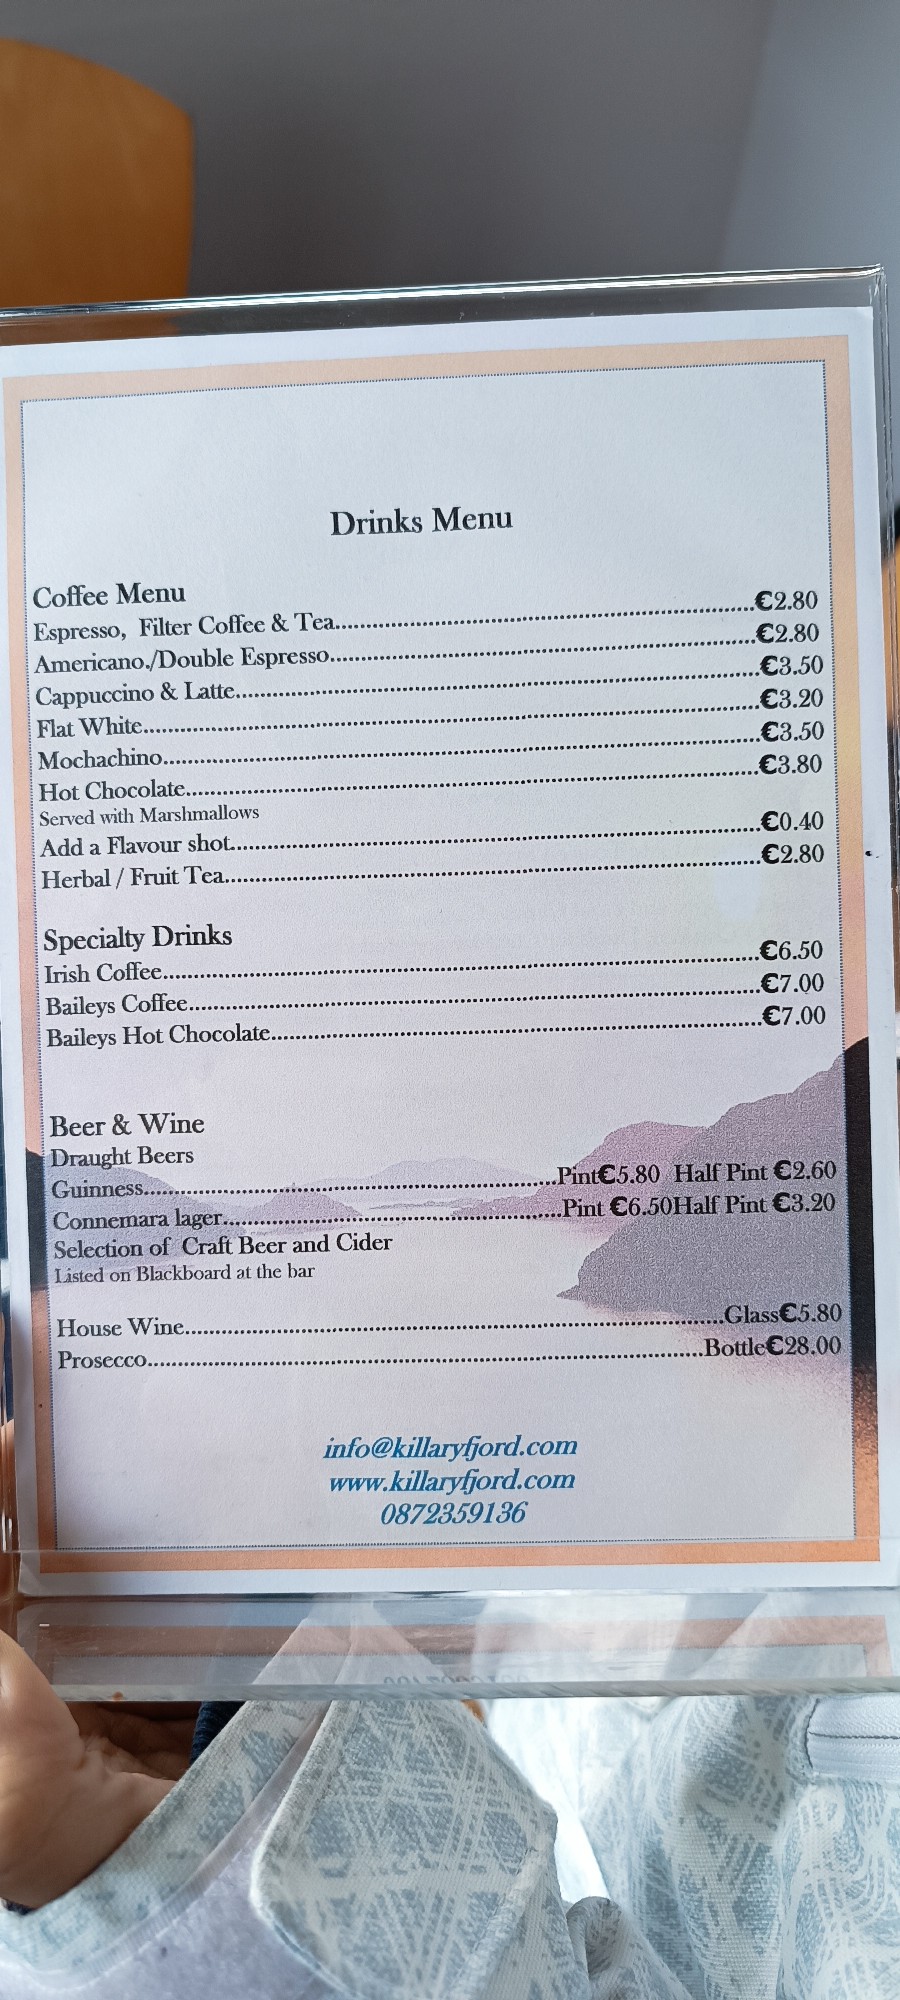 Drinks Menu
Coffee Menu
Espresso, Filter Coffee & Tea..........€2.80
Americano./Double Espresso..........€2.80
Cappuccino & Latte..........€3.50
Flat White..........€3.20
Mochachino..........€3.50
Hot Chocolate..........€3.80
Served with Marshmallows
Add a Flavour shot..........€0.40
Herbal / Fruit Tea..........€2.80
Specialty Drinks
Irish Coffee..........€6.50
Baileys Coffee..........€7.00
Baileys Hot Chocolate..........€7.00
Beer & Wine
Draught Beers
Guinness..........Pint€5.80 Half Pint €2.60
Connemara lager..........Pint €6.50Half Pint €3.20
Selection of Craft Beer and Cider
Listed on Blackboard at the bar
House Wine..........Glass€5.80
Prosecco..........Bottle€28.00
info@killaryfjord.com
www.killaryfjord.com
0872359136